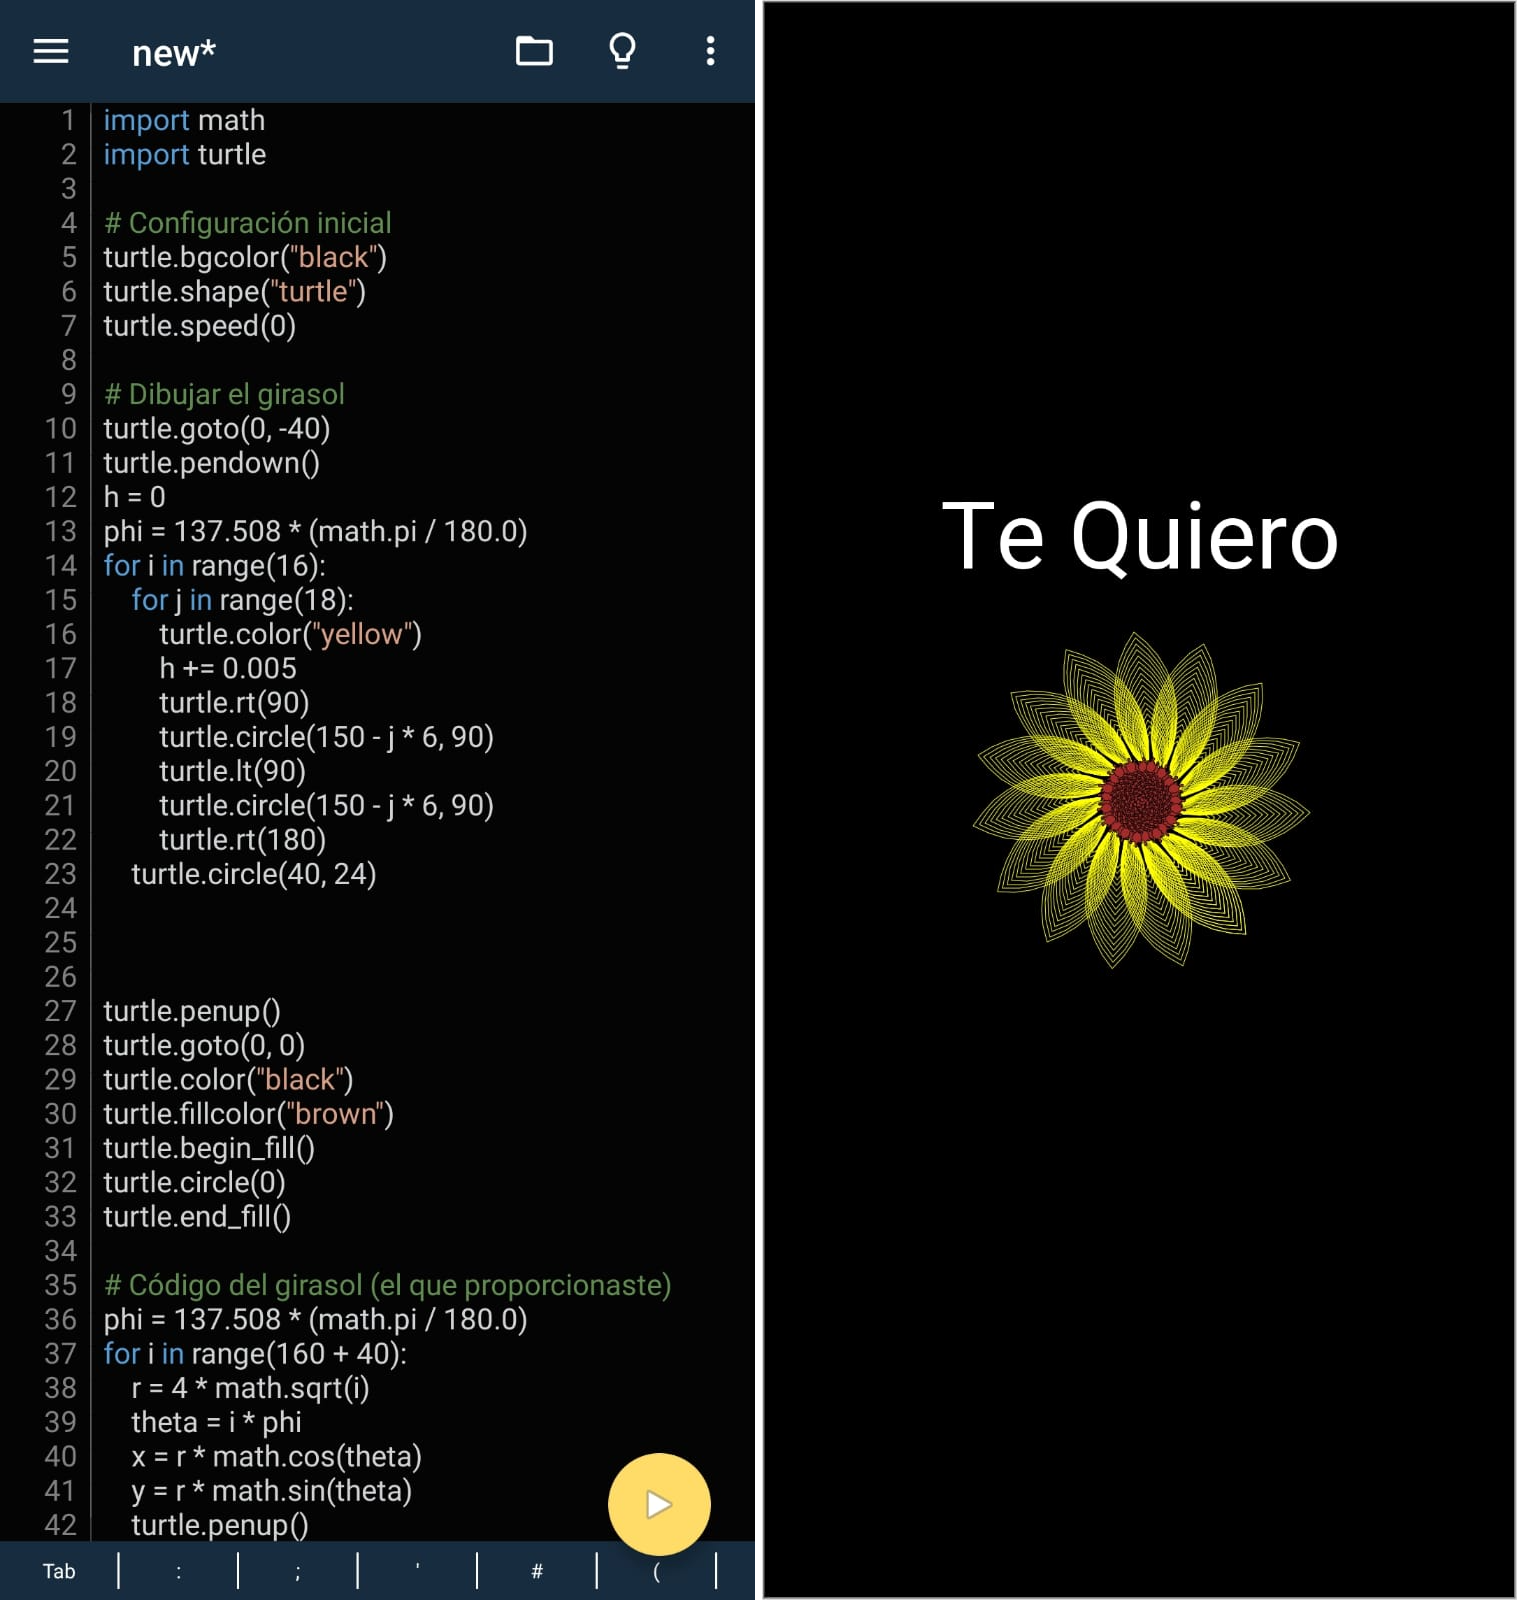 new*
1 import math
2 import turtle
3
4 # Configuración inicial
5 turtle.bgcolor("black")
6 turtle.shape("turtle")
7 turtle.speed(0)
8
9 # Dibujar el girasol
10 turtle.goto(0, -40)
11 turtle.pendown()
12 h = 0
13 phi = 137.508 * (math.pi / 180.0)
14 for i in range(16):
15     for j in range(18):
16         turtle.color("yellow")
17         h += 0.005
18         turtle.rt(90)
19         turtle.circle(150 - j * 6, 90)
20         turtle.lt(90)
21         turtle.circle(150 - j * 6, 90)
22         turtle.rt(180)
23     turtle.circle(40, 24)
24
25
26
27 turtle.penup()
28 turtle.goto(0, 0)
29 turtle.color("black")
30 turtle.fillcolor("brown")
31 turtle.begin_fill()
32 turtle.circle(0)
33 turtle.end_fill()
34
35 # Código del girasol (el que proporcionaste)
36 phi = 137.508 * (math.pi / 180.0)
37 for i in range(160 + 40):
38     r = 4 * math.sqrt(i)
39     theta = i * phi
40     x = r * math.cos(theta)
41     y = r * math.sin(theta)
42     turtle.penup()
Tab | : | ; | ' | # | ( |
Te Quiero